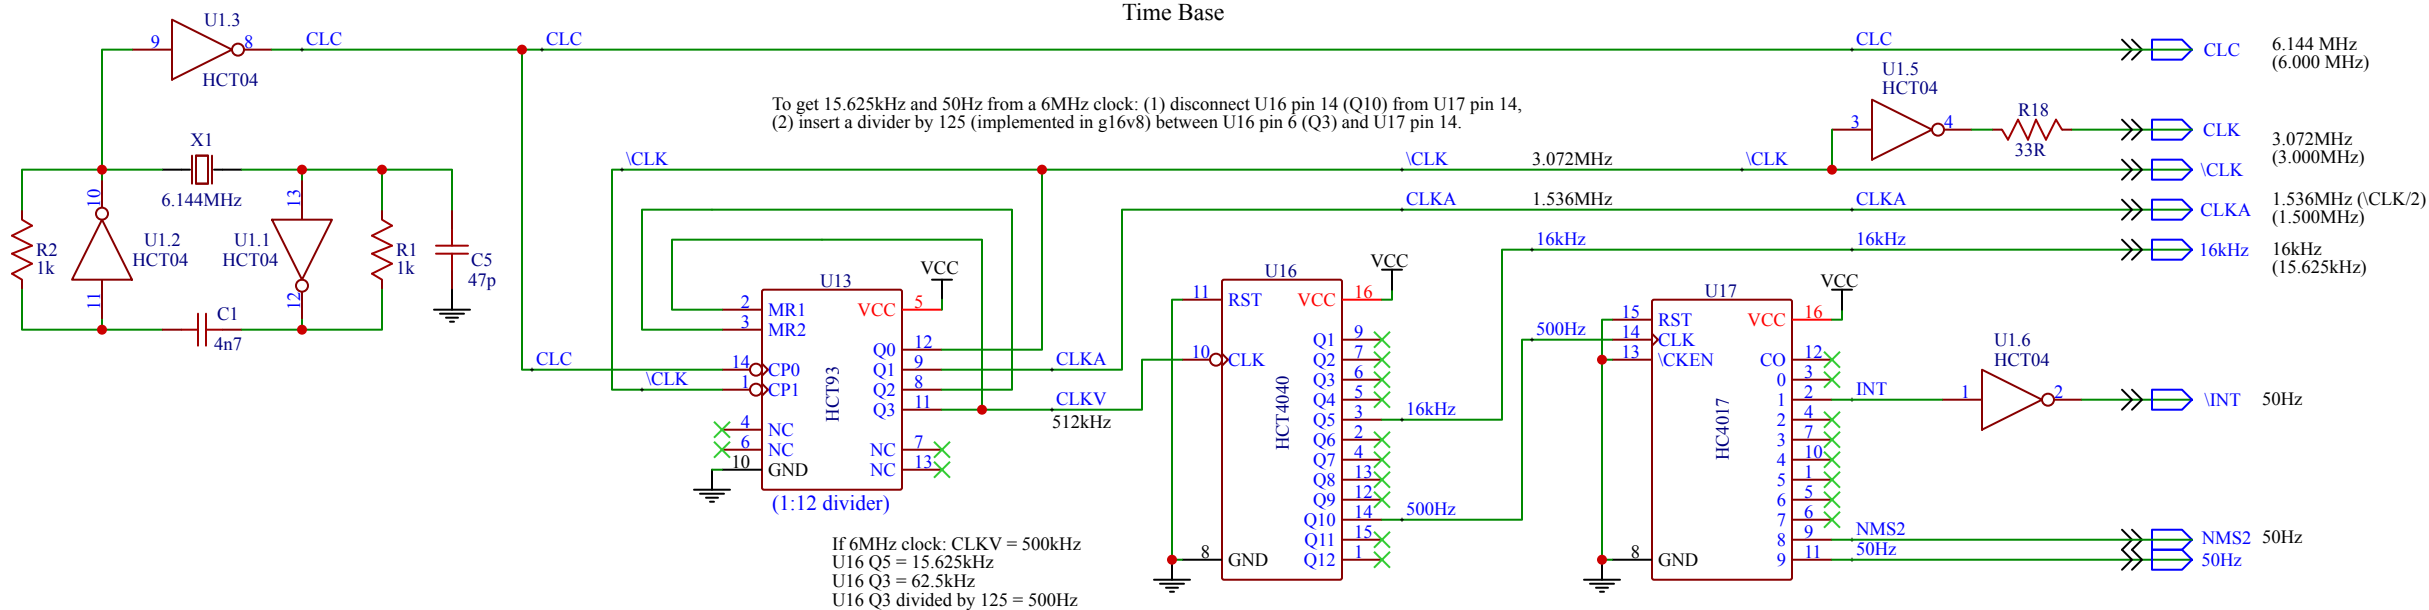 Time Base
U1.3
9
8
HCT04
CLC
CLC
CLC
CLC
6.144 MHz
(6.000 MHz)
U1.5
HCT04
3
4
R18
33R
CLK
3.072MHz
(3.000MHz)
To get 15.625kHz and 50Hz from a 6MHz clock: (1) disconnect U16 pin 14 (Q10) from U17 pin 14,
(2) insert a divider by 125 (implemented in g16v8) between U16 pin 6 (Q3) and U17 pin 14.
\CLK
\CLK
3.072MHz
\CLK
\CLK
CLKA
1.536MHz
CLKA
CLKA
1.536MHz (\CLK/2)
(1.500MHz)
16kHz
16kHz
16kHz
16kHz
(15.625kHz)
X1
6.144MHz
10
13
R2
1k
U1.2
HCT04
11
U1.1
HCT04
12
R1
1k
C5
47p
C1
4n7
U13
HCT93
VCC
VCC
5
2
MR1
3
MR2
14
CP0
1
CP1
4
NC
6
NC
10
GND
Q0
12
Q1
9
Q2
8
Q3
11
NC
7
NC
13
(1:12 divider)
CLC
\CLK
CLKA
CLKV
512kHz
U16
HCT4040
VCC
VCC
16
11
RST
10
CLK
8
GND
Q1
9
Q2
7
Q3
6
Q4
5
Q5
3
Q6
2
Q7
4
Q8
13
Q9
12
Q10
14
Q11
15
Q12
1
16kHz
500Hz
500Hz
U17
HC4017
VCC
VCC
16
15
RST
14
CLK
13
\CKEN
8
GND
CO
12
0
3
1
2
2
4
3
7
4
10
5
1
6
5
7
6
8
9
9
11
INT
U1.6
HCT04
1
2
\INT
50Hz
NMS2
NMS2
50Hz
50Hz
50Hz
If 6MHz clock: CLKV = 500kHz
U16 Q5 = 15.625kHz
U16 Q3 = 62.5kHz
U16 Q3 divided by 125 = 500Hz